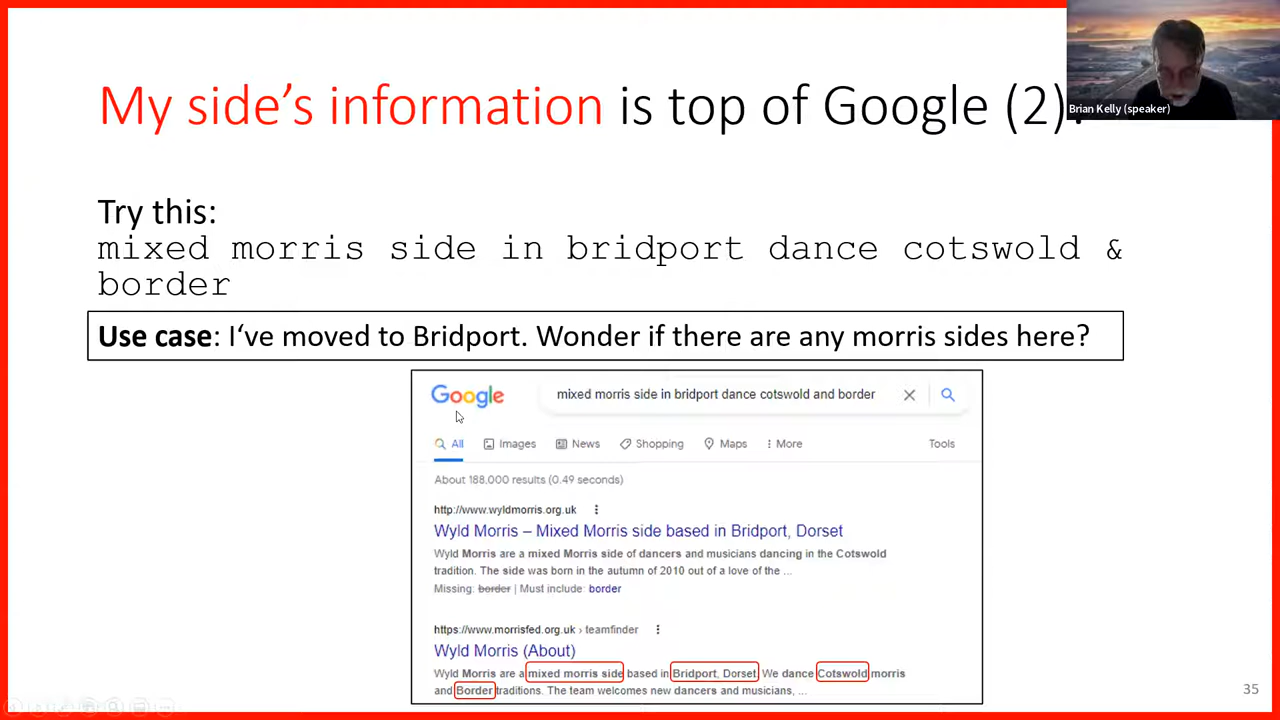 My side's information is top of Google (2).
Brian Kelly (speaker)
Try this:
mixed morris side in bridport dance cotswold &
border
Use case: I've moved to Bridport. Wonder if there are any morris sides here?
Google
mixed morris side in bridport dance cotswold and border
All Images News Shopping Maps More Tools
About 188,000 results (0.49 seconds)
http://www.wyldmorris.org.uk
Wyld Morris – Mixed Morris side based in Bridport, Dorset
Wyld Morris are a mixed Morris side of dancers and musicians dancing in the Cotswold
tradition. The side was born in the autumn of 2010 out of a love of the ...
Missing: border | Must include: border
https://www.morrisfed.org.uk › teamfinder
Wyld Morris (About)
Wyld Morris are a mixed morris side based in Bridport, Dorset. We dance Cotswold morris
and Border traditions. The team welcomes new dancers and musicians, ...
35